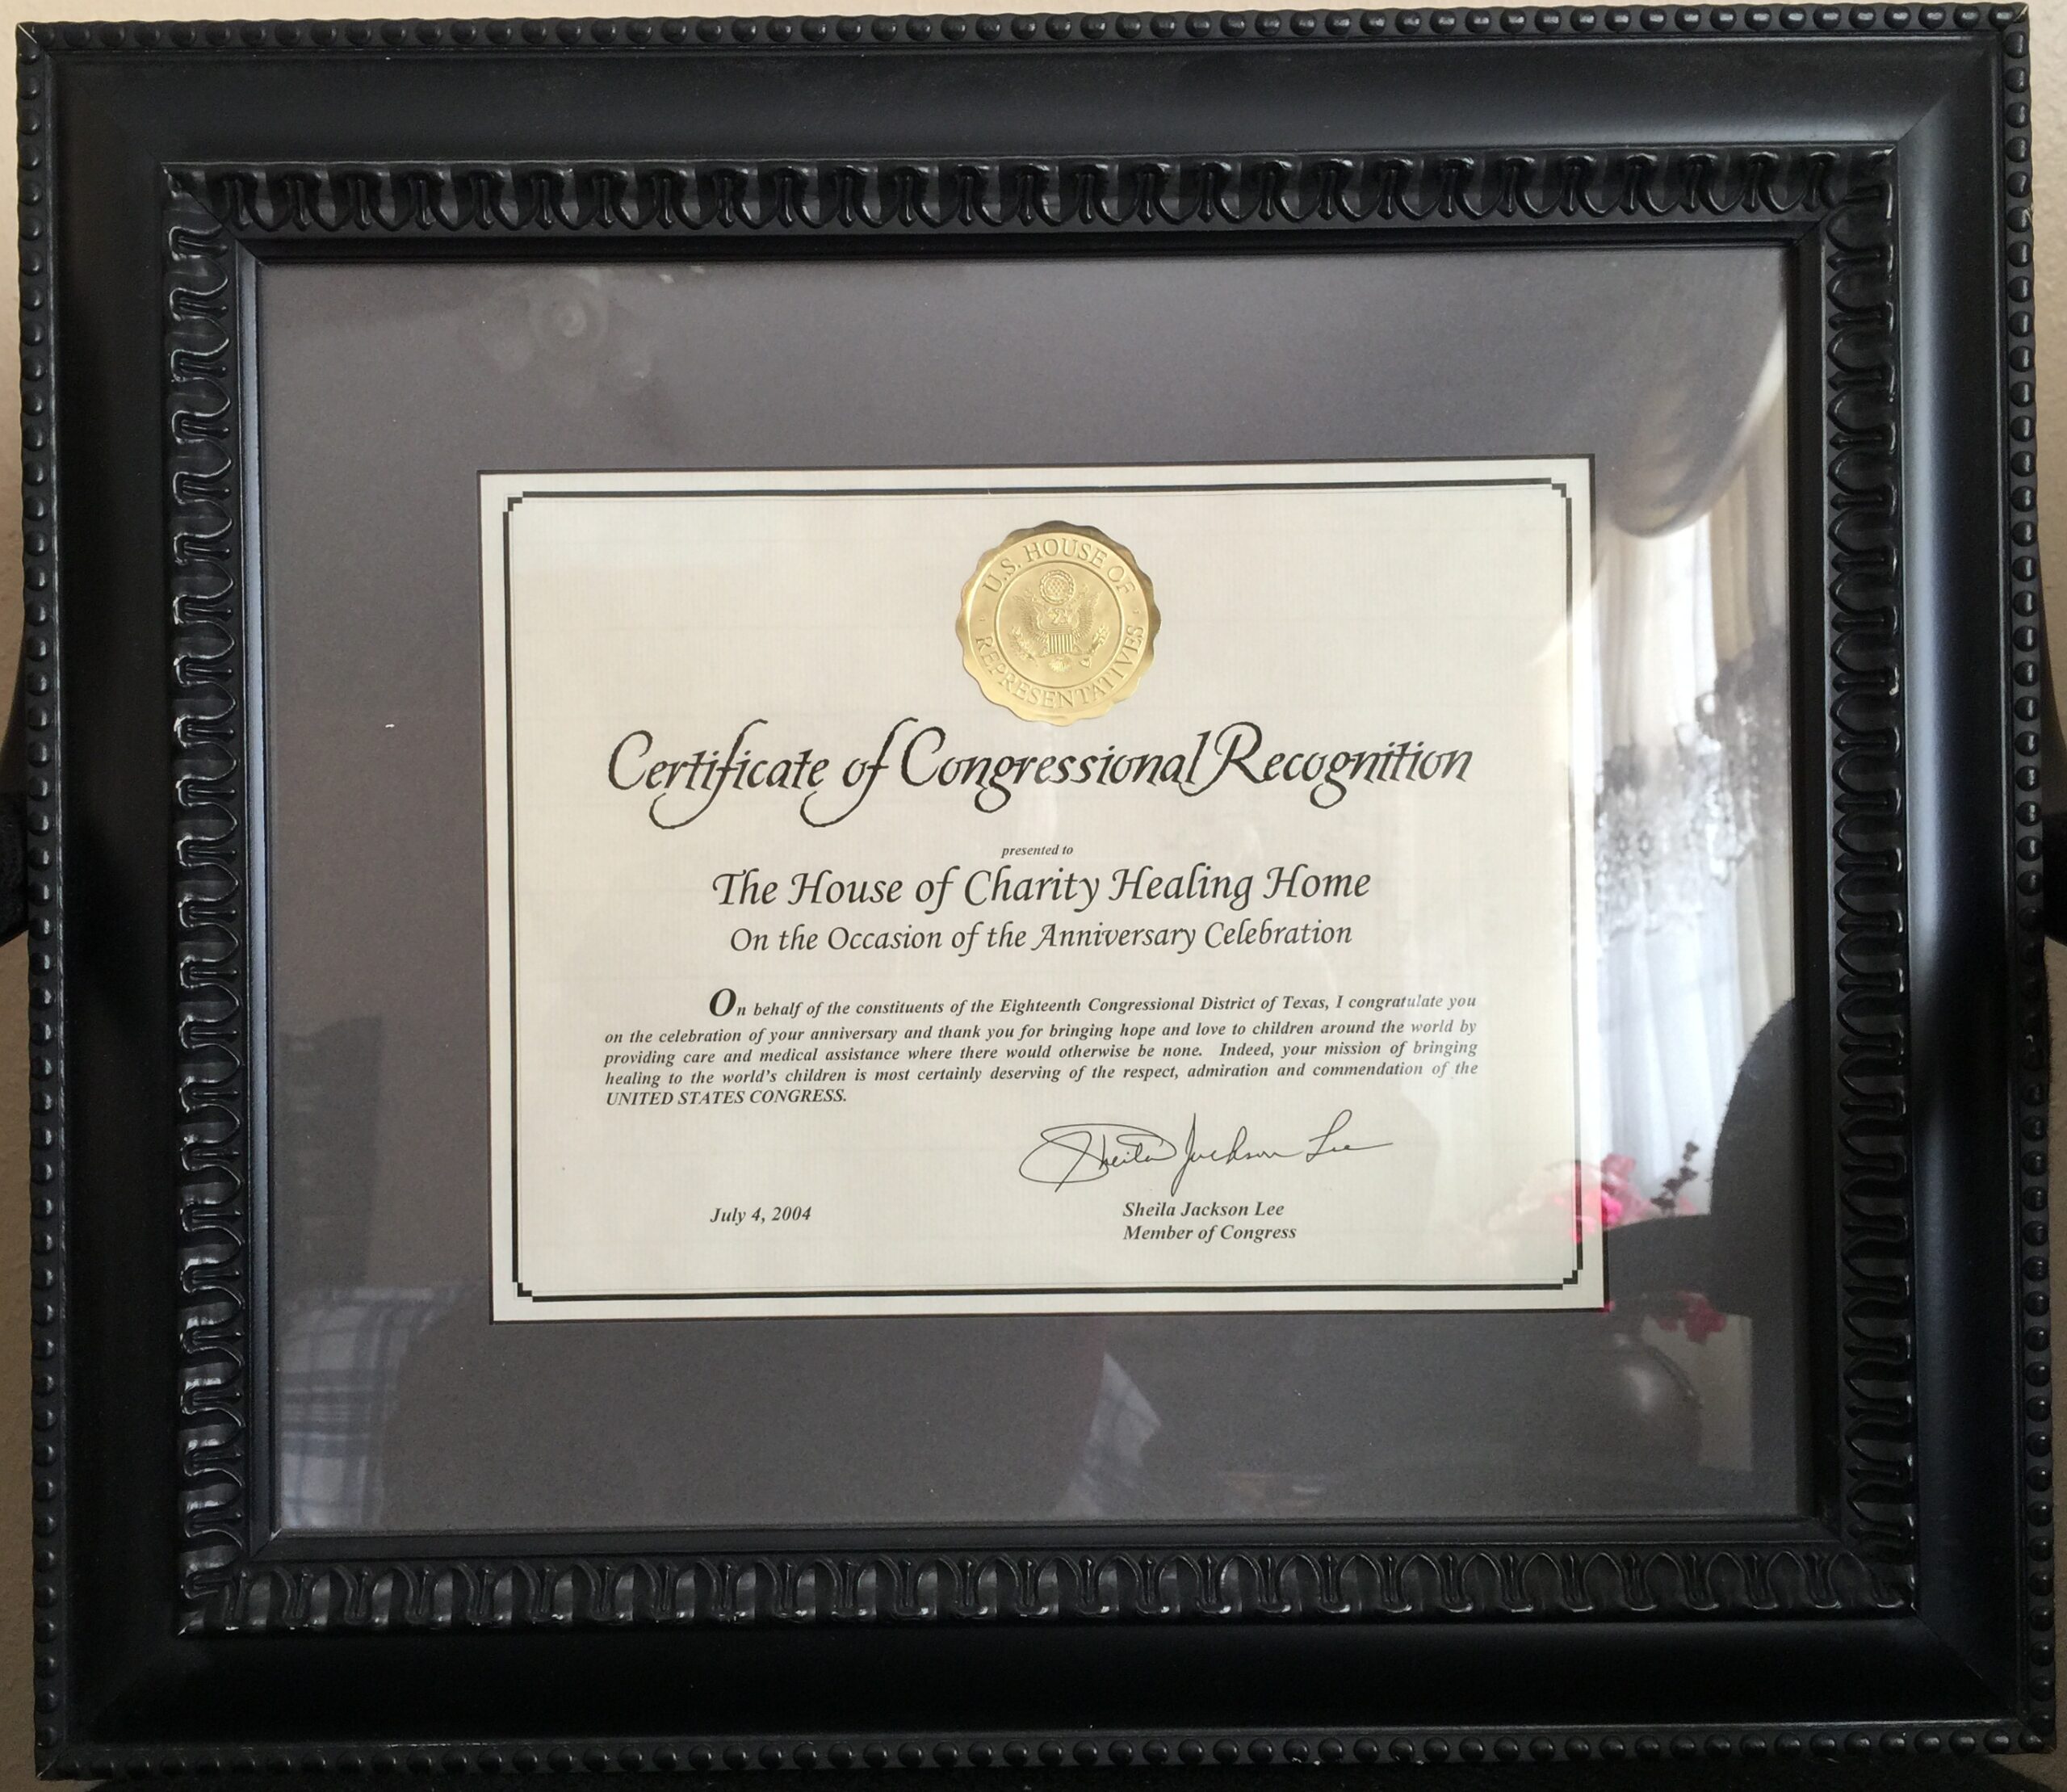 U.S. HOUSE OF
REPRESENTATIVES
Certificate of Congressional Recognition
presented to
The House of Charity Healing Home
On the Occasion of the Anniversary Celebration
On behalf of the constituents of the Eighteenth Congressional District of Texas, I congratulate you
on the celebration of your anniversary and thank you for bringing hope and love to children around the world by
providing care and medical assistance where there would otherwise be none. Indeed, your mission of bringing
healing to the world's children is most certainly deserving of the respect, admiration and commendation of the
UNITED STATES CONGRESS.
Sheila Jackson Lee
July 4, 2004
Sheila Jackson Lee
Member of Congress